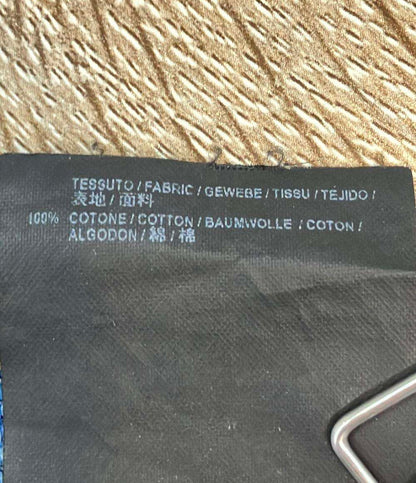 TESSUTO / FABRIC / GEWEBE / TISSU / TEJIDO /
表地 / 面料
100% COTONE / COTTON / BAUMWOLLE / COTON /
ALGODON / 綿 / 棉